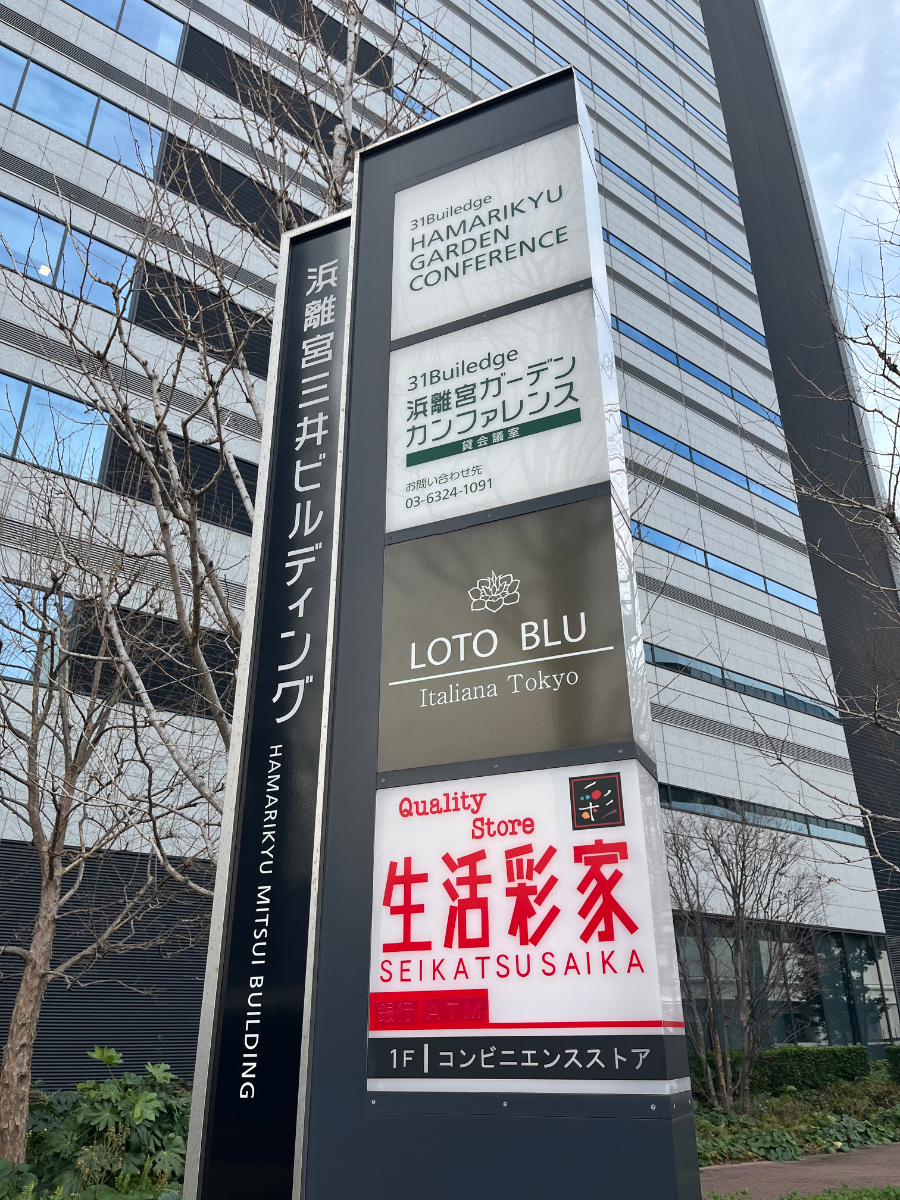 浜離宮三井ビルディング HAMARIKYU MITSUI BUILDING
31Builedge
HAMARIKYU
GARDEN
CONFERENCE
31Builedge
浜離宮ガーデン
カンファレンス
貸会議室
お問い合わせ先
03-6324-1091
LOTO BLU
Italiana Tokyo
Quality
Store
彩
生活彩家
SEIKATSUSAIKA
銀行 ATM
1F|コンビニエンスストア